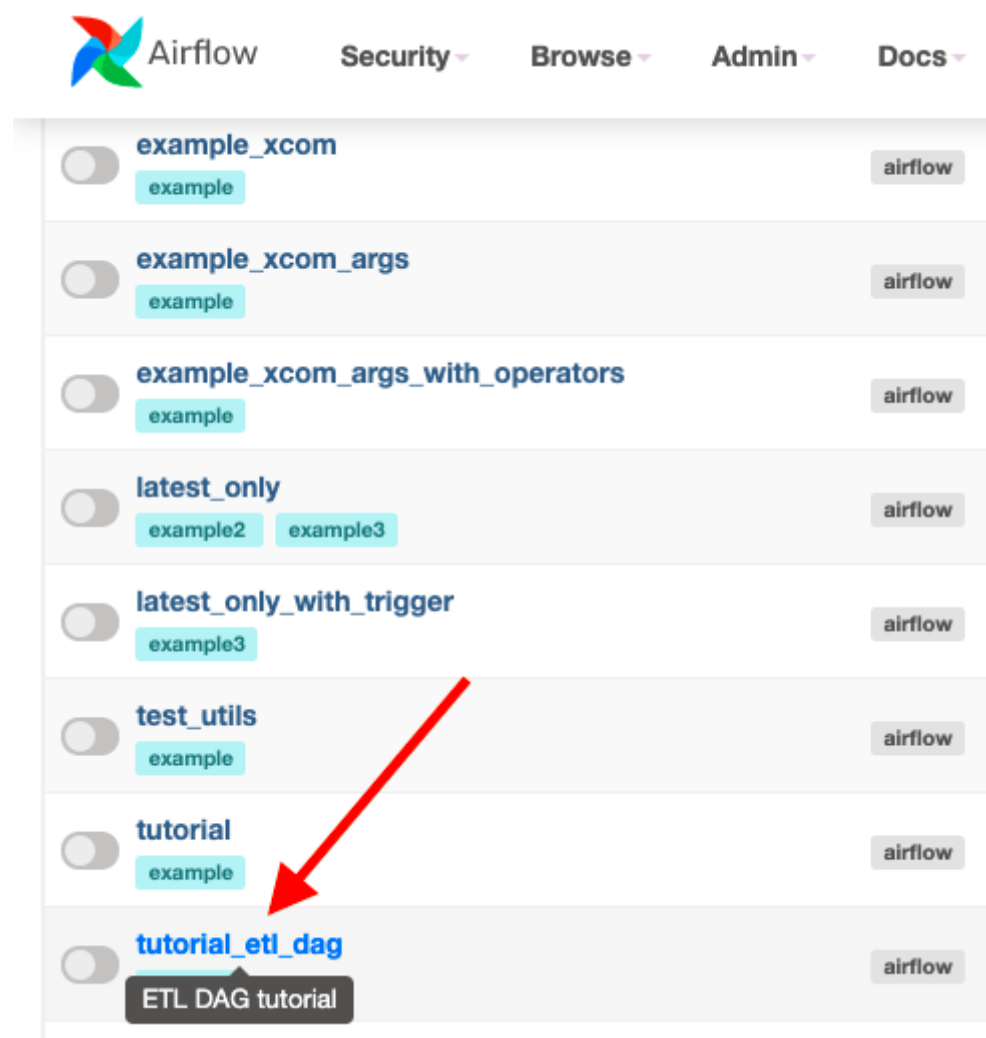 Airflow Security Browse Admin Docs
example_xcom
example
airflow
example_xcom_args
example
airflow
example_xcom_args_with_operators
example
airflow
latest_only
example2 example3
airflow
latest_only_with_trigger
example3
airflow
test_utils
example
airflow
tutorial
example
airflow
tutorial_etl_dag
airflow
ETL DAG tutorial